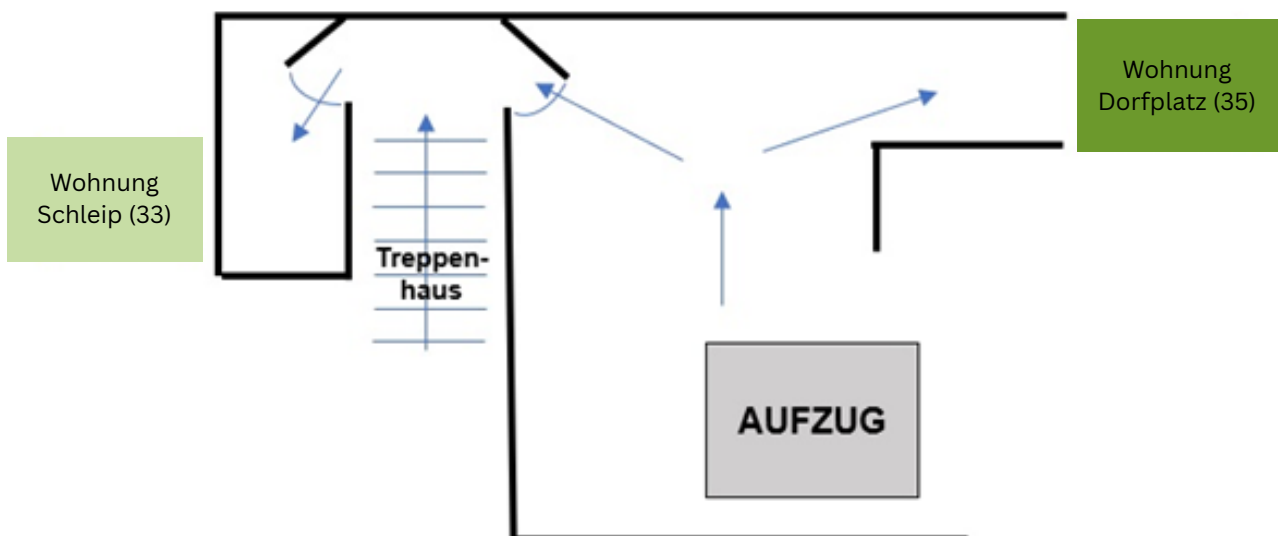 Wohnung
Dorfplatz (35)
Wohnung
Schleip (33)
Treppen-
haus
AUFZUG